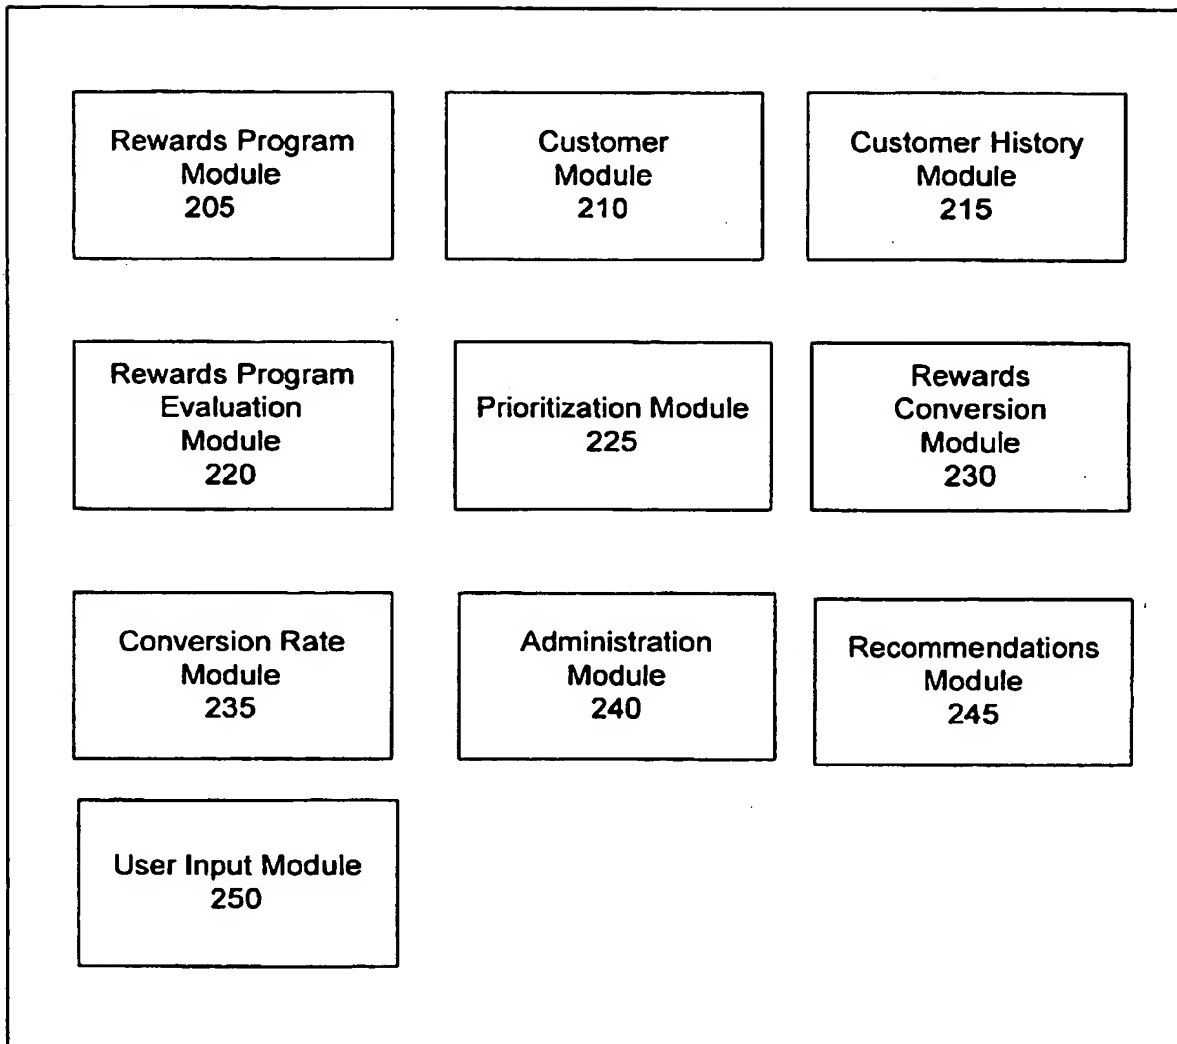 Rewards Program
Module
205
Customer
Module
210
Customer History
Module
215
Rewards Program
Evaluation
Module
220
Prioritization Module
225
Rewards
Conversion
Module
230
Conversion Rate
Module
235
Administration
Module
240
Recommendations
Module
245
User Input Module
250